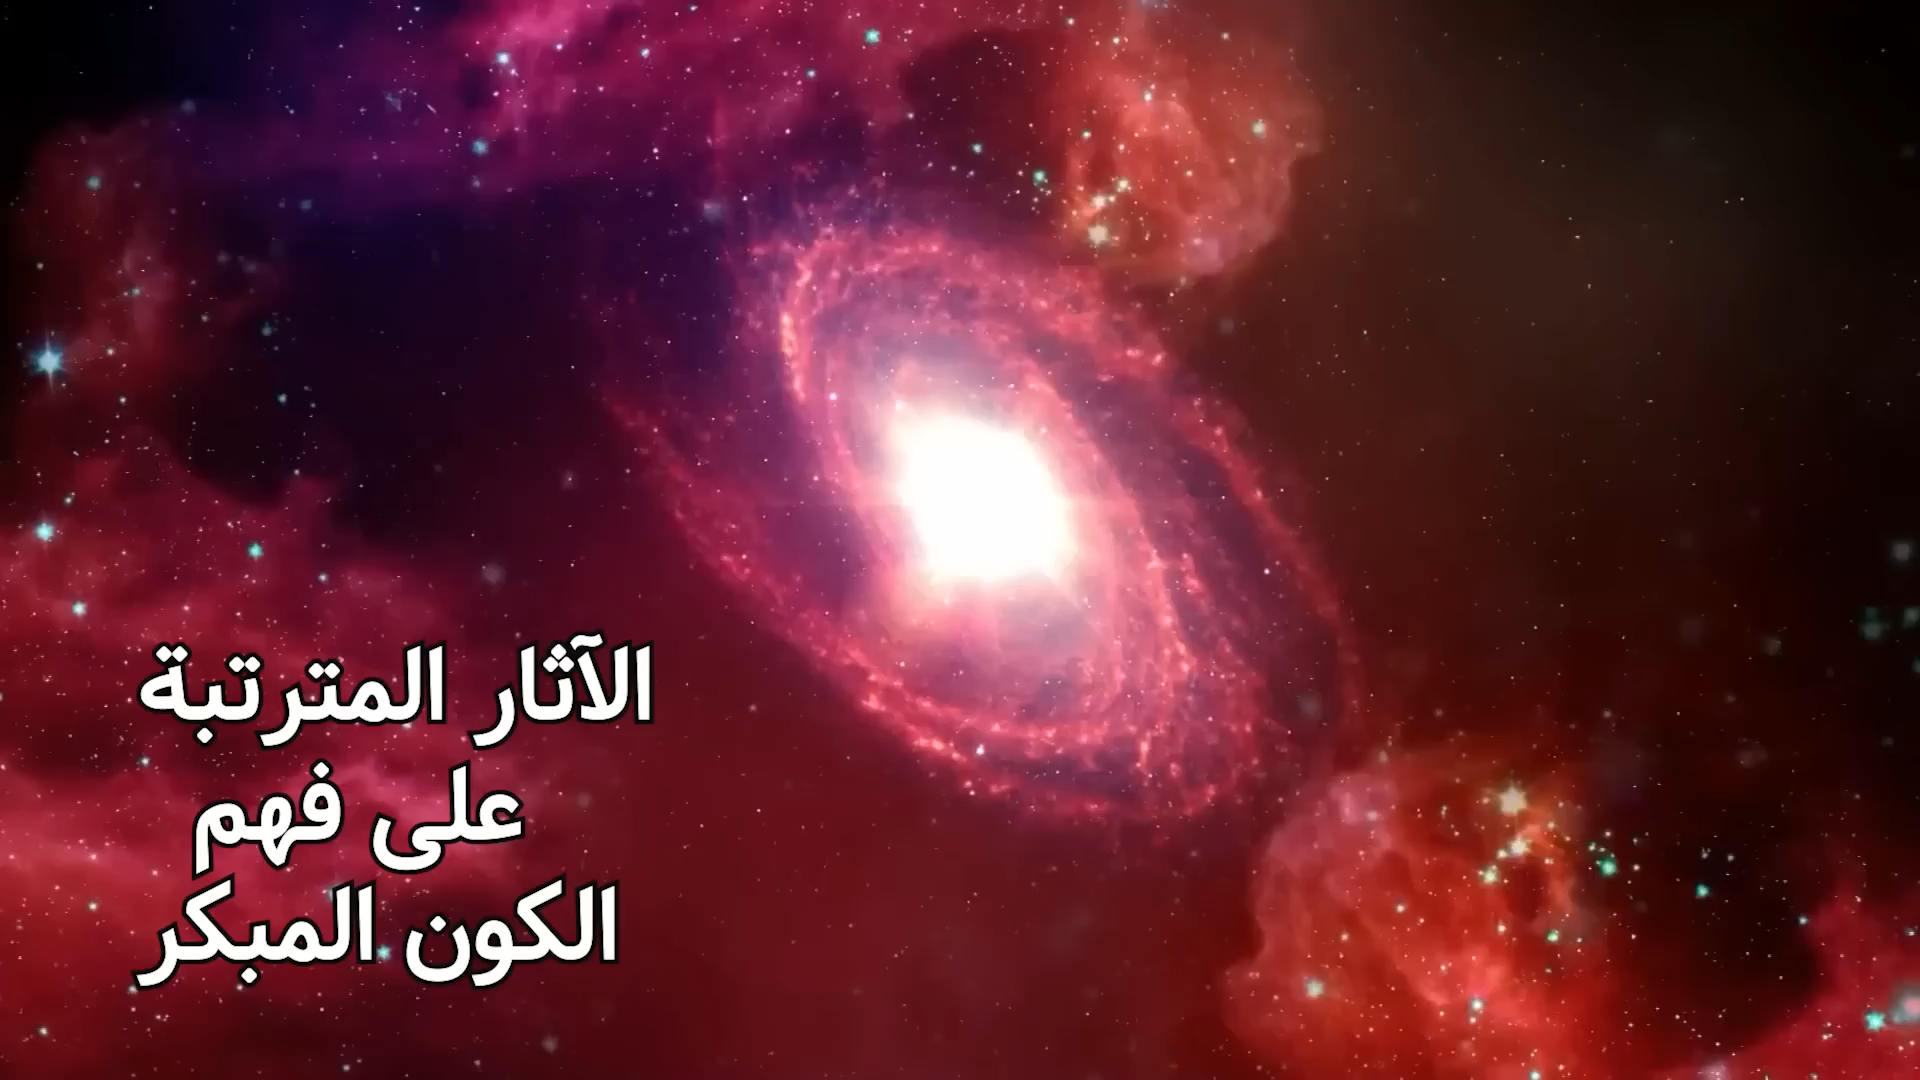 الآثار المترتبة
على فهم
الكون المبكر